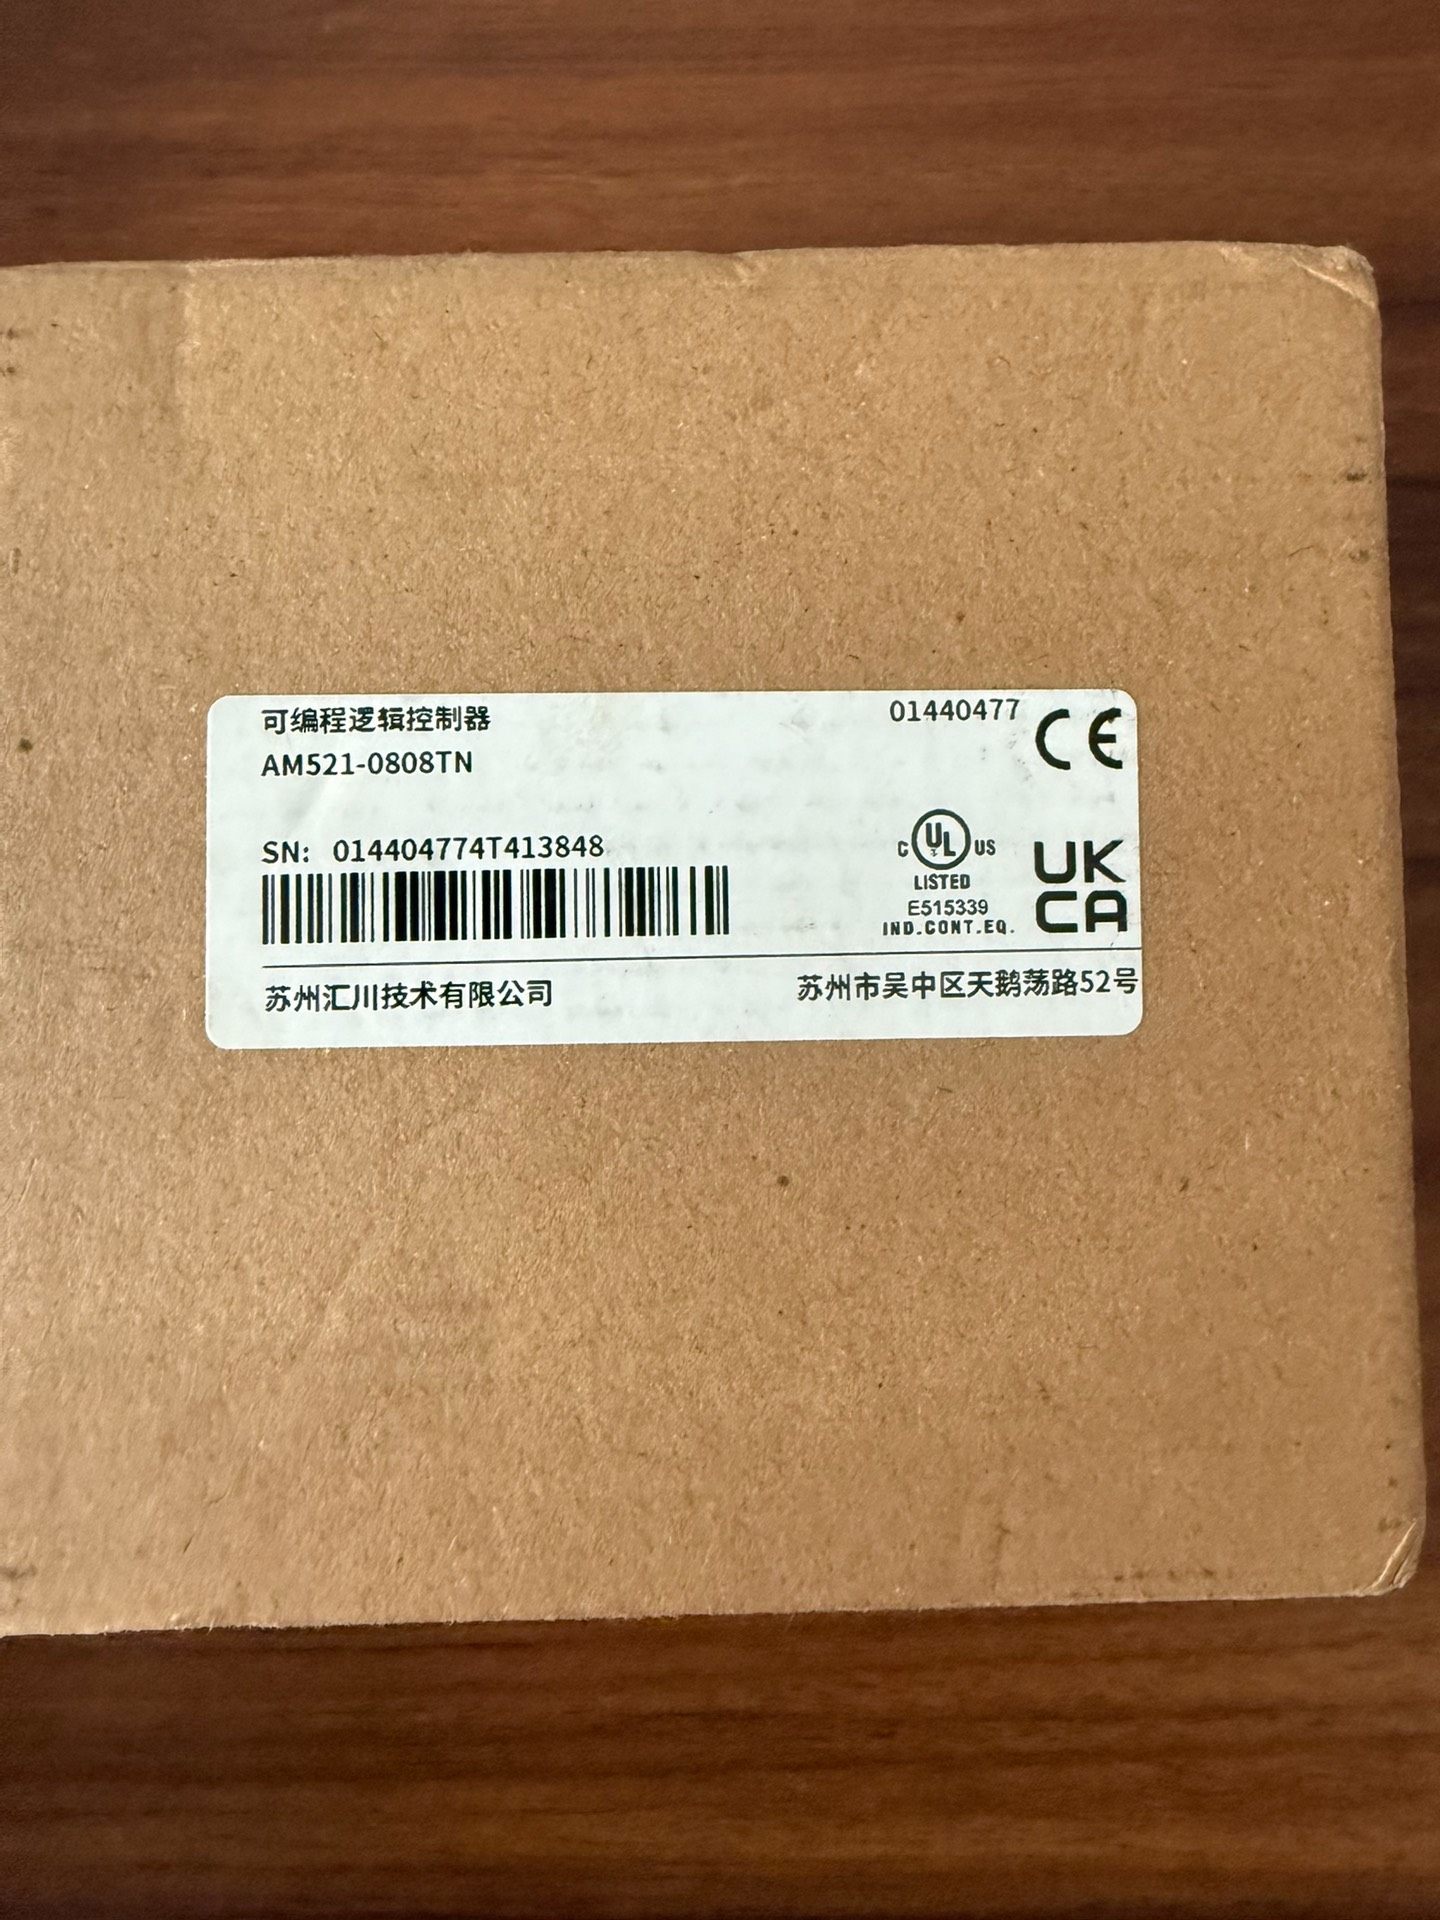 可编程逻辑控制器
01440477
CE
AM521-0808TN
SN: 014404774T413848
C UL US
LISTED
E515339
IND.CONT.EQ.
UK
CA
苏州汇川技术有限公司
苏州市吴中区天鹅荡路52号